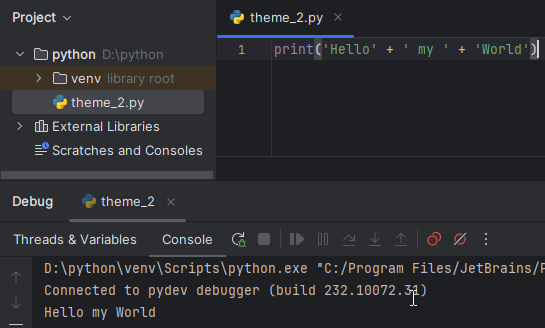 Project
python D:\python
venv library root
theme_2.py
External Libraries
Scratches and Consoles
theme_2.py
1 print('Hello' + ' my ' + 'World')
Debug theme_2
Threads & Variables Console
D:\python\venv\Scripts\python.exe "C:/Program Files/JetBrains/
Connected to pydev debugger (build 232.10072.31)
Hello my World